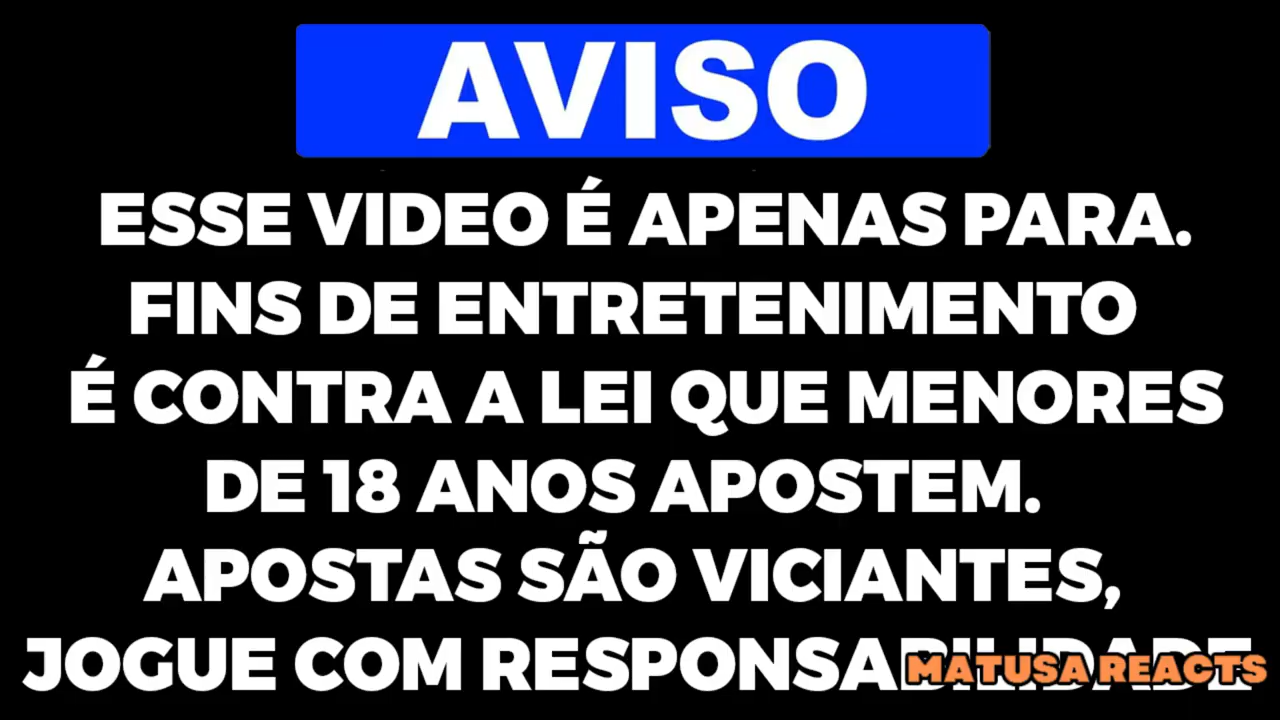 AVISO
ESSE VIDEO É APENAS PARA.
FINS DE ENTRETENIMENTO
É CONTRA A LEI QUE MENORES
DE 18 ANOS APOSTEM.
APOSTAS SÃO VICIANTES,
JOGUE COM RESPONSABILIDADE
MATUSA REACTS